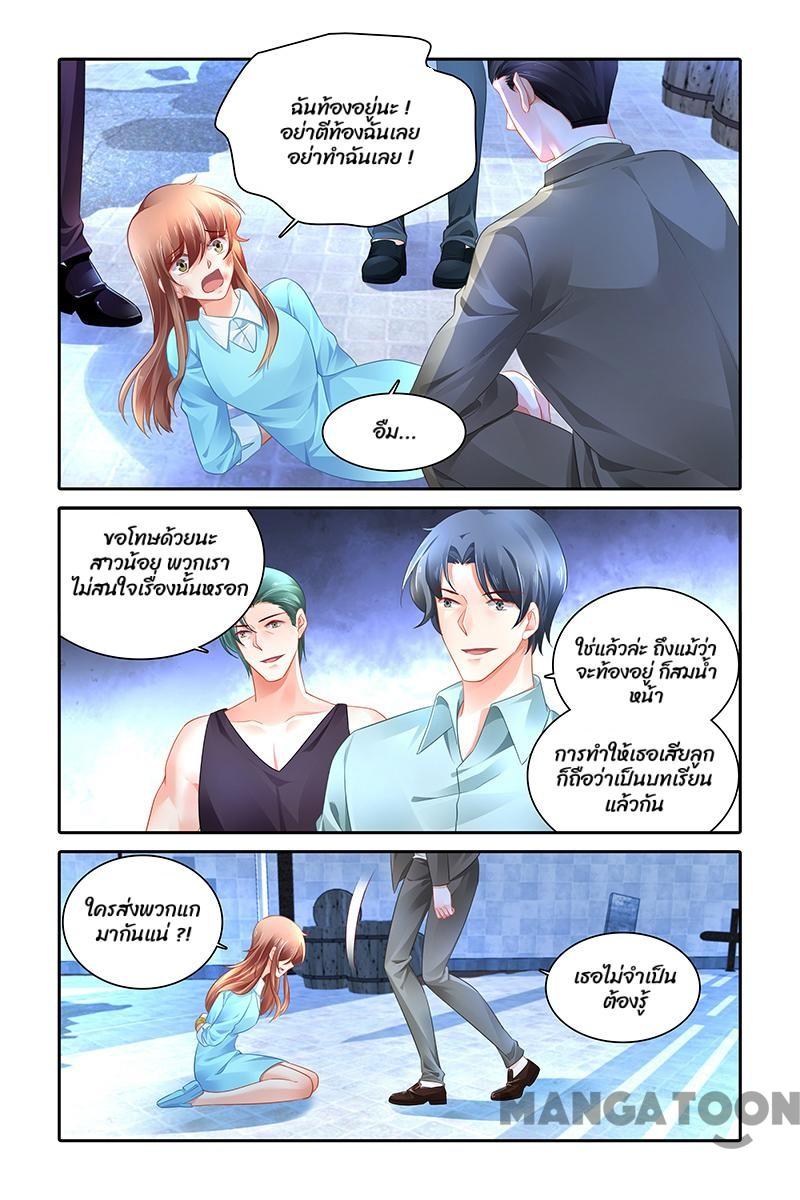 ฉันท้องอยู่นะ !
อย่าตีท้องฉันเลย
อย่าทำฉันเลย !
อืม...
ขอโทษด้วยนะ
สาวน้อย พวกเรา
ไม่สนใจเรื่องนั้นหรอก
ใช่แล้วล่ะ ถึงแม้ว่า
จะท้องอยู่ ก็สมน้ำ
หน้า
การทำให้เธอเสียลูก
ก็ถือว่าเป็นบทเรียน
แล้วกัน
ใครส่งพวกแก
มากันแน่ ?!
เธอไม่จำเป็น
ต้องรู้
MANGATOON